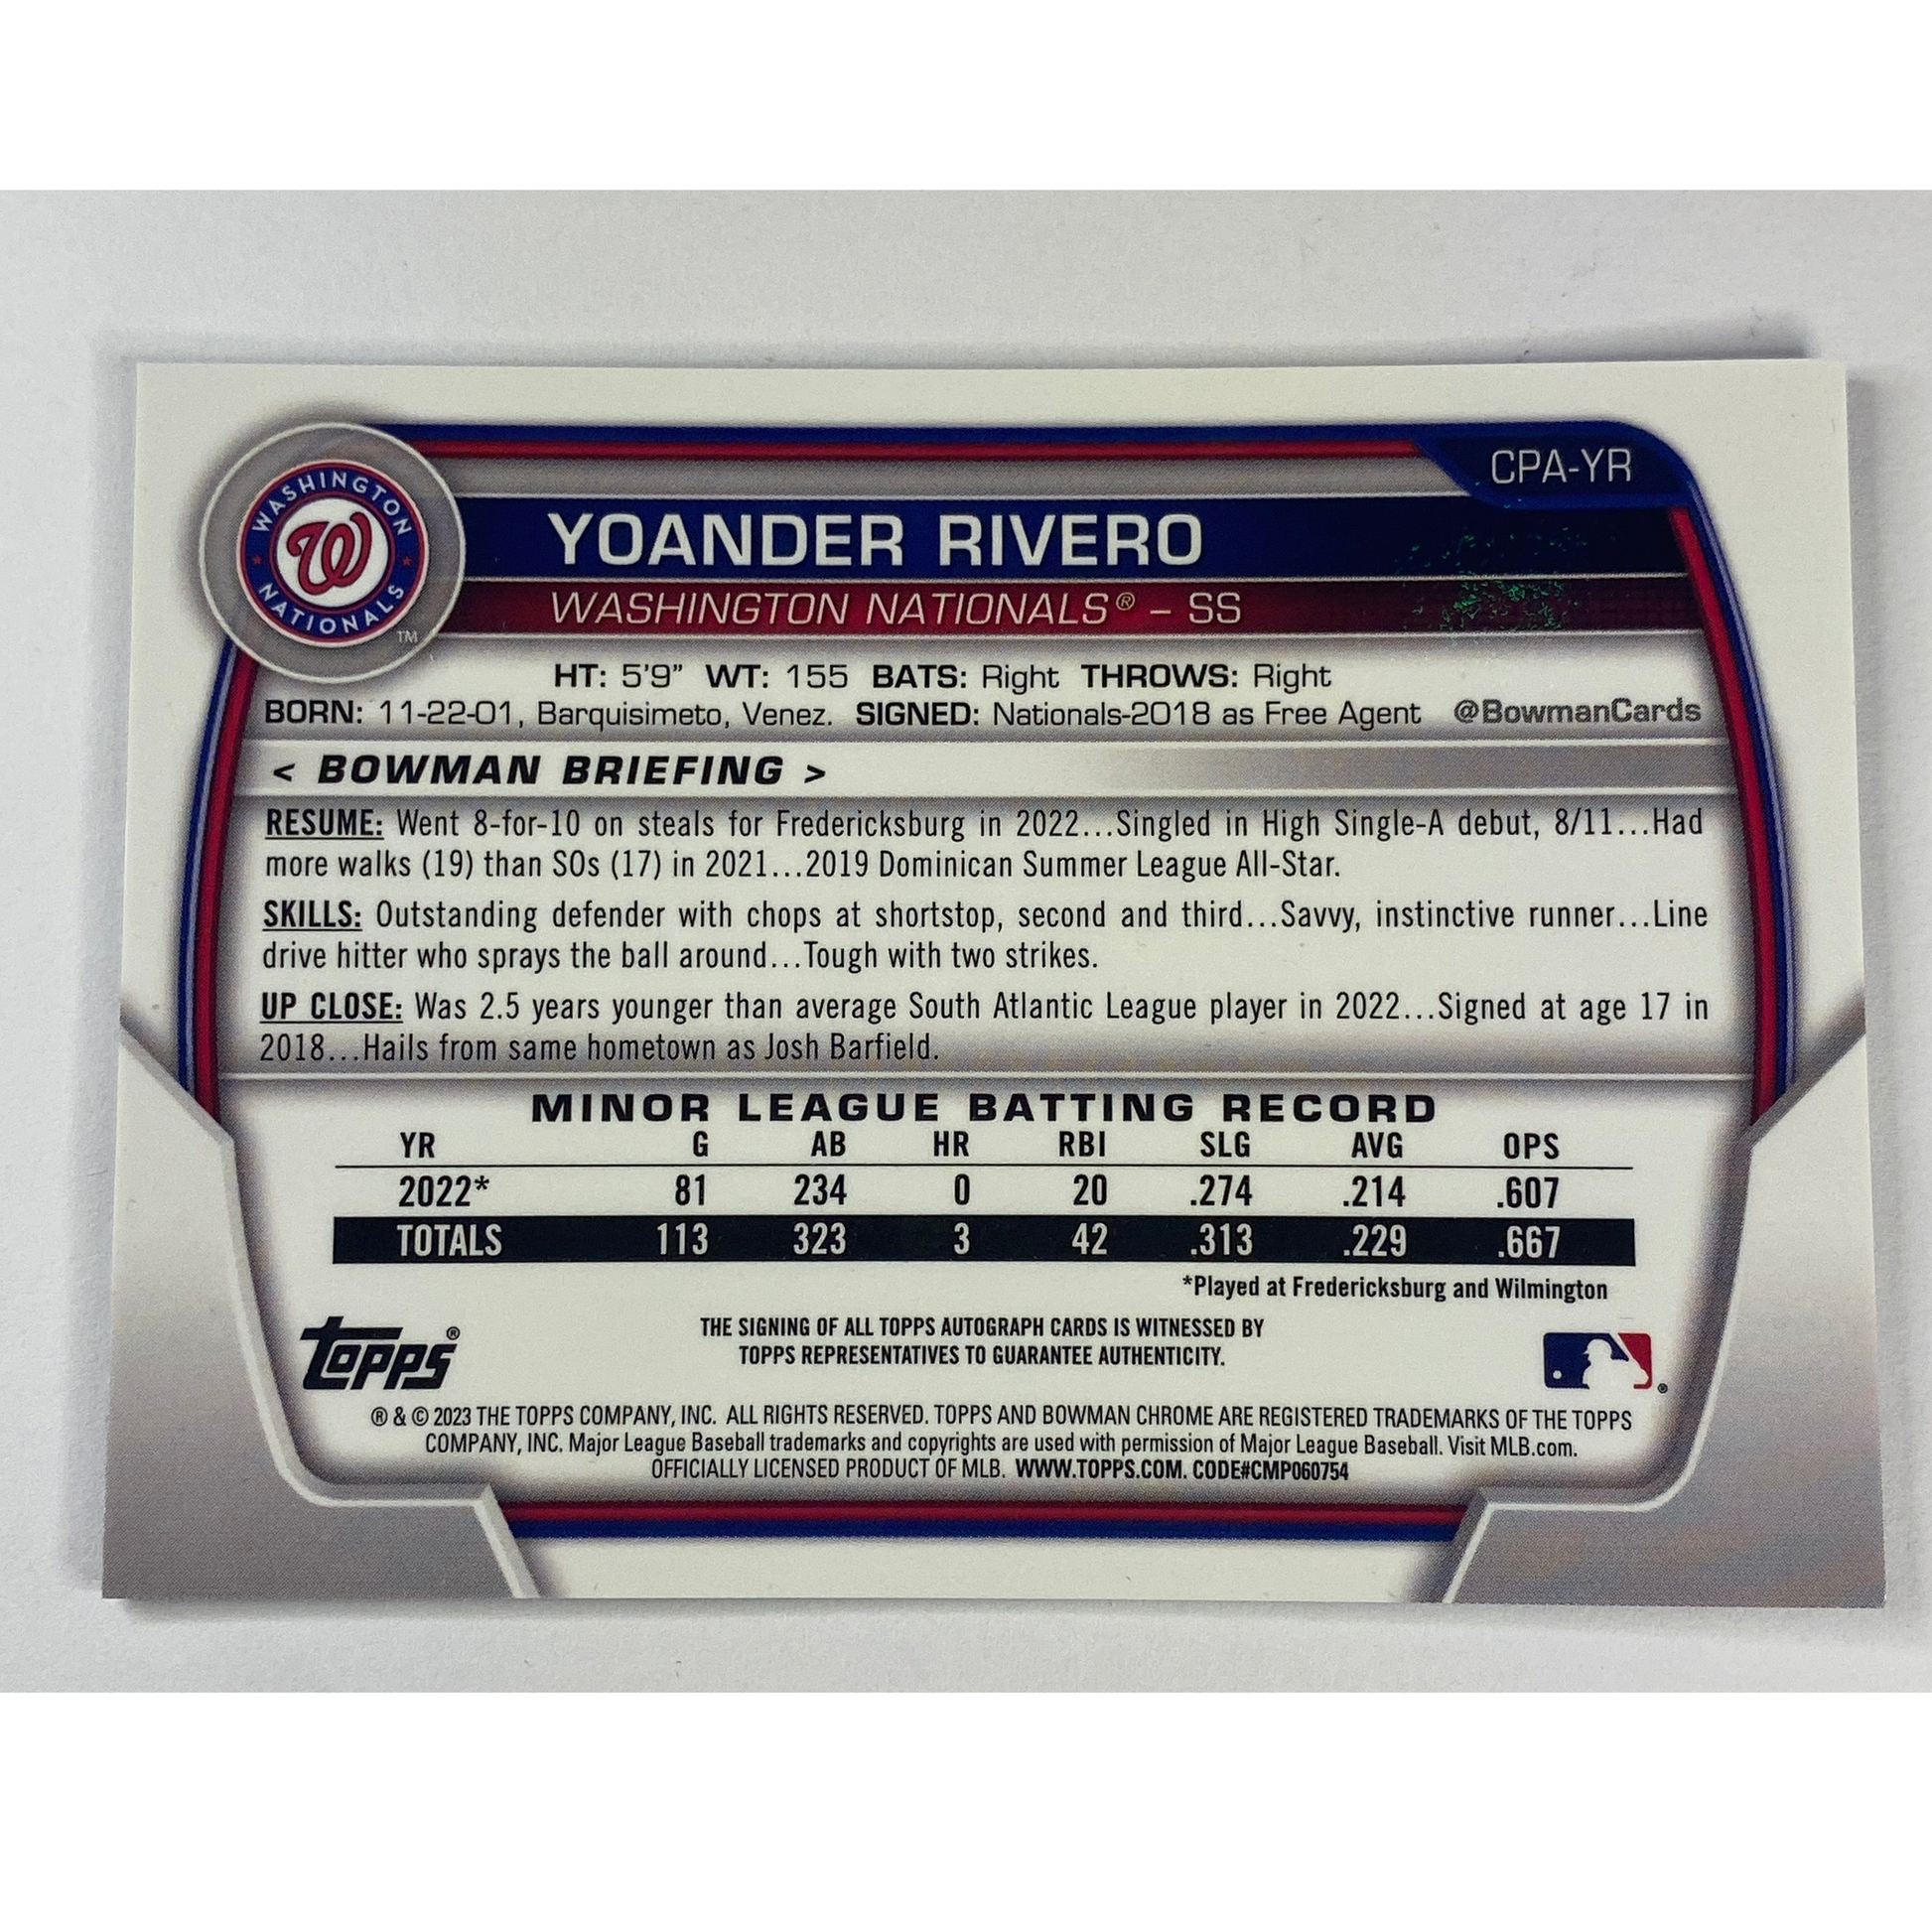 CPA-YR
WASHINGTON NATIONALS ™
YOANDER RIVERO
WASHINGTON NATIONALS® – SS
HT: 5'9" WT: 155 BATS: Right THROWS: Right
BORN: 11-22-01, Barquisimeto, Venez. SIGNED: Nationals-2018 as Free Agent @BowmanCards
< BOWMAN BRIEFING >
RESUME: Went 8-for-10 on steals for Fredericksburg in 2022...Singled in High Single-A debut, 8/11...Had
more walks (19) than SOs (17) in 2021...2019 Dominican Summer League All-Star.
SKILLS: Outstanding defender with chops at shortstop, second and third...Savvy, instinctive runner...Line
drive hitter who sprays the ball around...Tough with two strikes.
UP CLOSE: Was 2.5 years younger than average South Atlantic League player in 2022...Signed at age 17 in
2018...Hails from same hometown as Josh Barfield.
MINOR LEAGUE BATTING RECORD
YR G AB HR RBI SLG AVG OPS
2022* 81 234 0 20 .274 .214 .607
TOTALS 113 323 3 42 .313 .229 .667
*Played at Fredericksburg and Wilmington
Topps®
THE SIGNING OF ALL TOPPS AUTOGRAPH CARDS IS WITNESSED BY
TOPPS REPRESENTATIVES TO GUARANTEE AUTHENTICITY.
®
® & © 2023 THE TOPPS COMPANY, INC. ALL RIGHTS RESERVED. TOPPS AND BOWMAN CHROME ARE REGISTERED TRADEMARKS OF THE TOPPS
COMPANY, INC. Major League Baseball trademarks and copyrights are used with permission of Major League Baseball. Visit MLB.com.
OFFICIALLY LICENSED PRODUCT OF MLB. WWW.TOPPS.COM. CODE#CMP060754